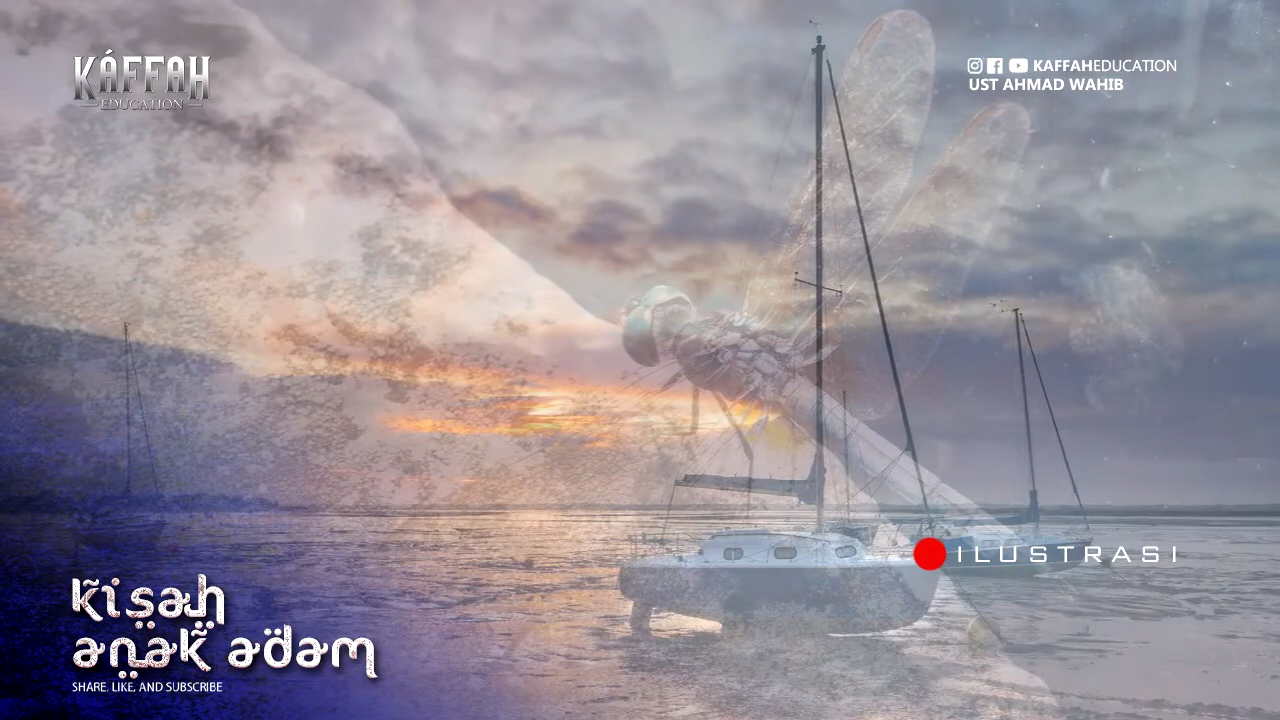 KÁFFAH
EDUCATION
KAFFAHEDUCATION
UST AHMAD WAHIB
ILUSTRASI
kisah
anak adam
SHARE, LIKE, AND SUBSCRIBE